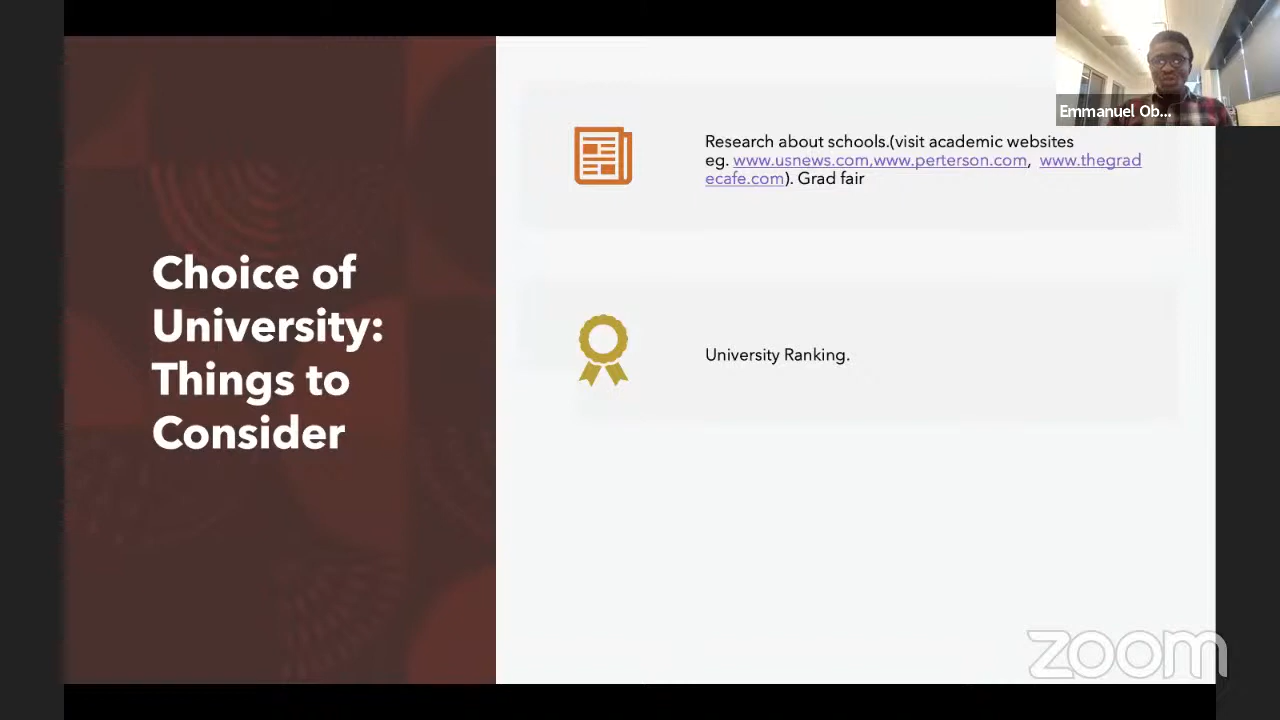 Choice of
University:
Things to
Consider
Research about schools.(visit academic websites
eg. www.usnews.com,www.perterson.com, www.thegrad
ecafe.com). Grad fair
University Ranking.
Emmanuel Ob...
zoom